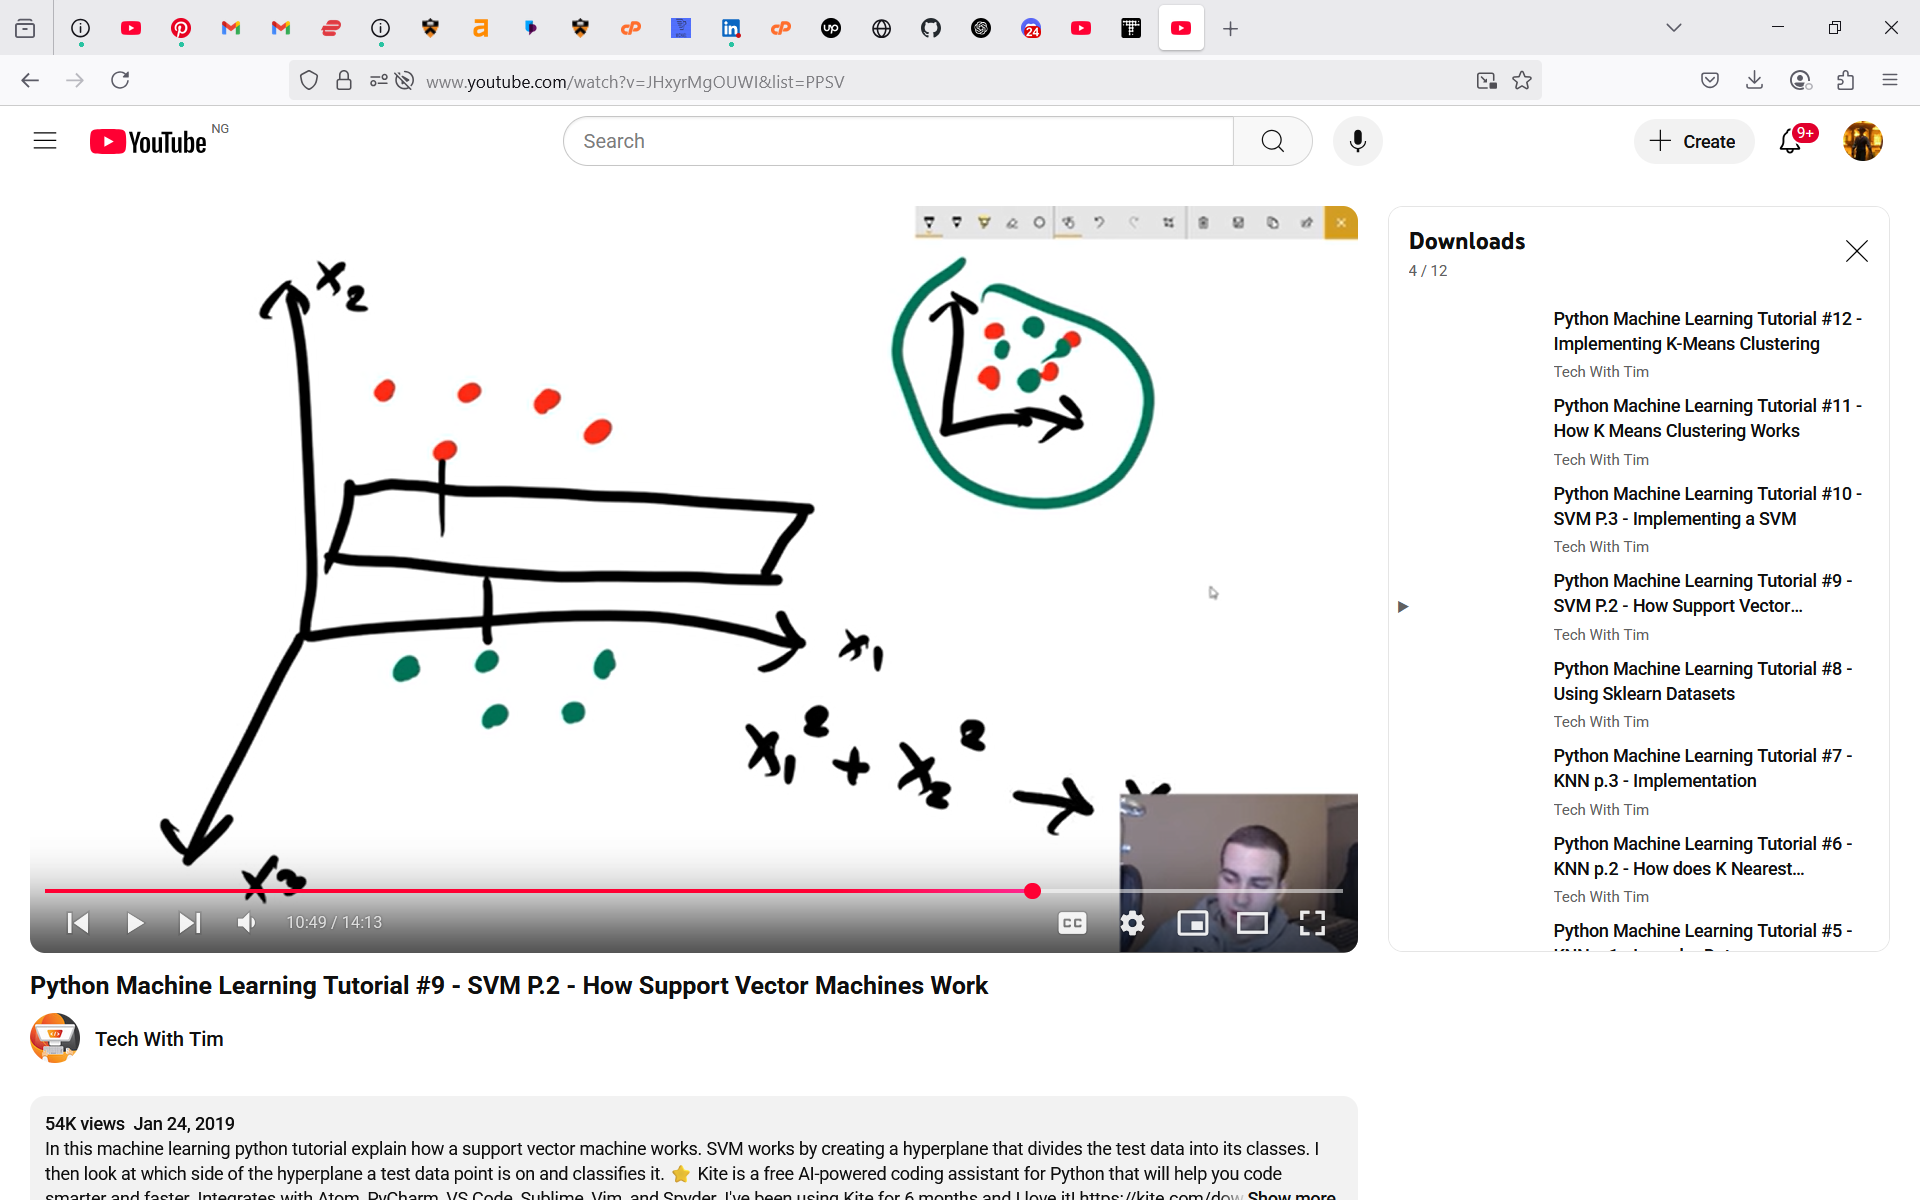 24
www.youtube.com/watch?v=JHxyrMgOUWI&list=PPSV
YouTube NG
Search
Create
9+
x2
x1
x3
x1² + x2² →
10:49 / 14:13
CC
Downloads
4 / 12
Python Machine Learning Tutorial #12 -
Implementing K-Means Clustering
Tech With Tim
Python Machine Learning Tutorial #11 -
How K Means Clustering Works
Tech With Tim
Python Machine Learning Tutorial #10 -
SVM P.3 - Implementing a SVM
Tech With Tim
Python Machine Learning Tutorial #9 -
SVM P.2 - How Support Vector...
Tech With Tim
Python Machine Learning Tutorial #8 -
Using Sklearn Datasets
Tech With Tim
Python Machine Learning Tutorial #7 -
KNN p.3 - Implementation
Tech With Tim
Python Machine Learning Tutorial #6 -
KNN p.2 - How does K Nearest...
Tech With Tim
Python Machine Learning Tutorial #5 -
Python Machine Learning Tutorial #9 - SVM P.2 - How Support Vector Machines Work
Tech With Tim
54K views Jan 24, 2019
In this machine learning python tutorial explain how a support vector machine works. SVM works by creating a hyperplane that divides the test data into its classes. I
then look at which side of the hyperplane a test data point is on and classifies it. ⭐ Kite is a free AI-powered coding assistant for Python that will help you code
smarter and faster. Integrates with Atom, PyCharm, VS Code, Sublime, Vim, and Spyder. I've been using Kite for 6 months and I love it! https://kite.com/dow Show more